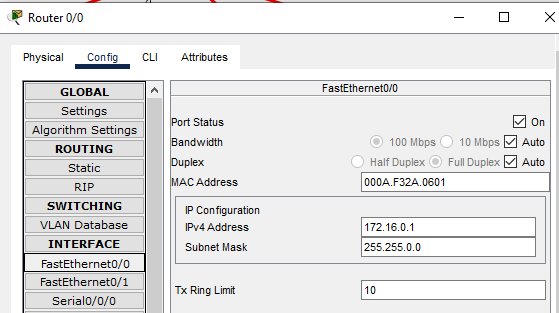 Router 0/0
Physical Config CLI Attributes
GLOBAL
Settings
Algorithm Settings
ROUTING
Static
RIP
SWITCHING
VLAN Database
INTERFACE
FastEthernet0/0
FastEthernet0/1
Serial0/0/0
FastEthernet0/0
Port Status On
Bandwidth 100 Mbps 10 Mbps Auto
Duplex Half Duplex Full Duplex Auto
MAC Address 000A.F32A.0601
IP Configuration
IPv4 Address 172.16.0.1
Subnet Mask 255.255.0.0
Tx Ring Limit 10